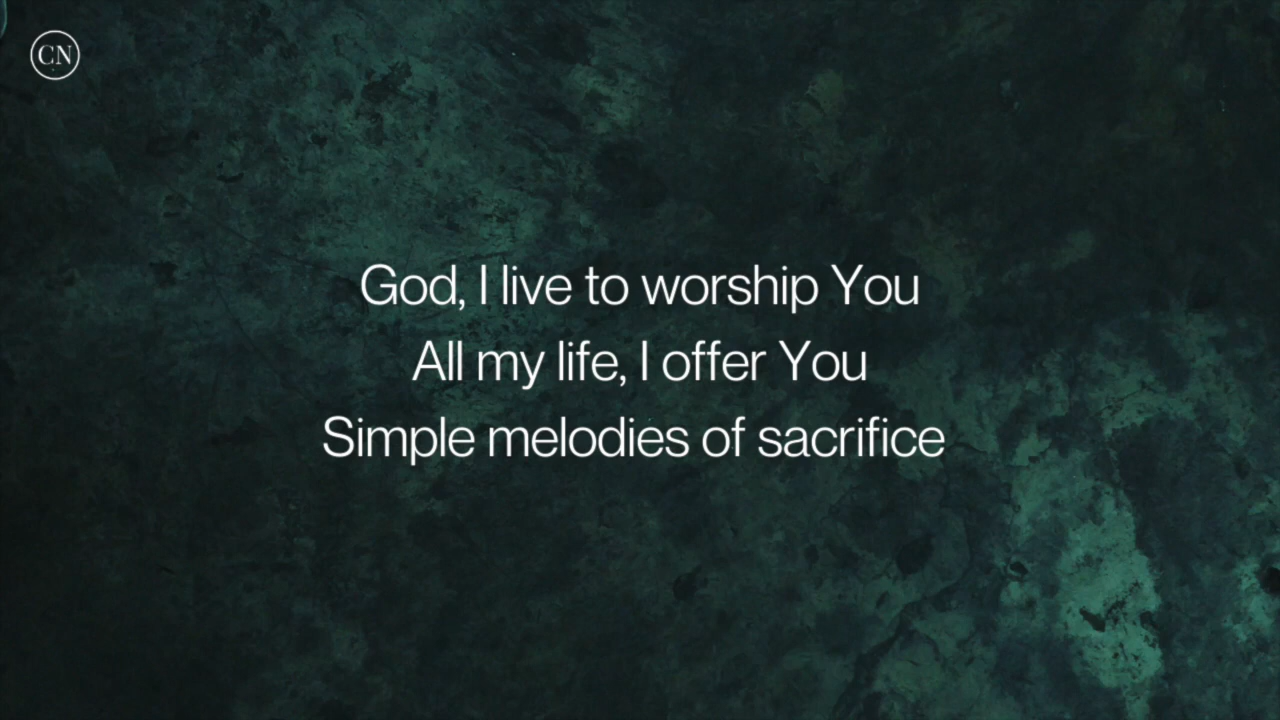 CN
God, I live to worship You
All my life, I offer You
Simple melodies of sacrifice